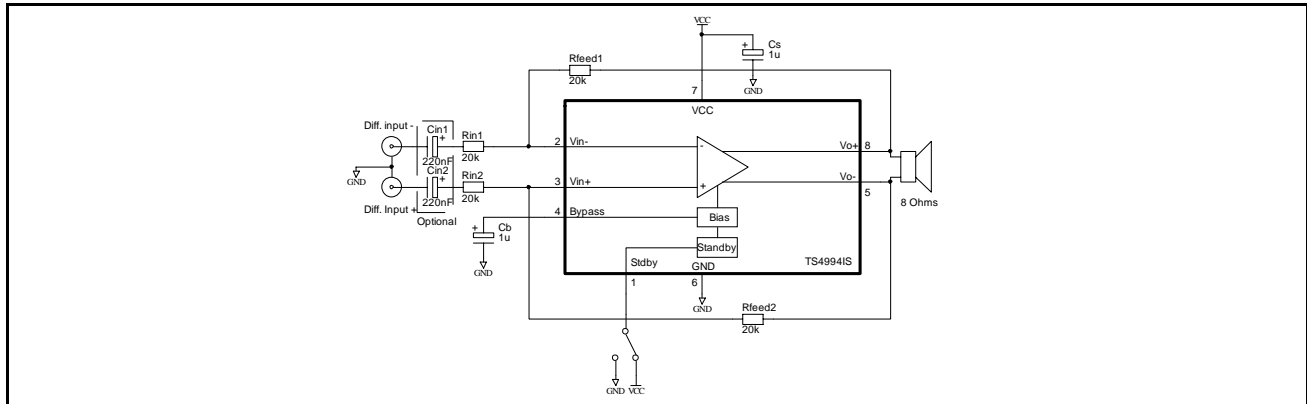 VCC
+
Cs
1u
GND
Rfeed1
20k
7
VCC
Diff. input -
Cin1
+
220nF
Rin1
20k
2
Vin-
-
Vo+
8
GND
Cin2
+
220nF
Rin2
20k
3
Vin+
+
Vo-
5
8 Ohms
Diff. Input +
Optional
4
Bypass
Bias
+
Cb
1u
GND
Standby
Stdby
GND
TS4994IS
1
6
GND
Rfeed2
20k
GND
VCC